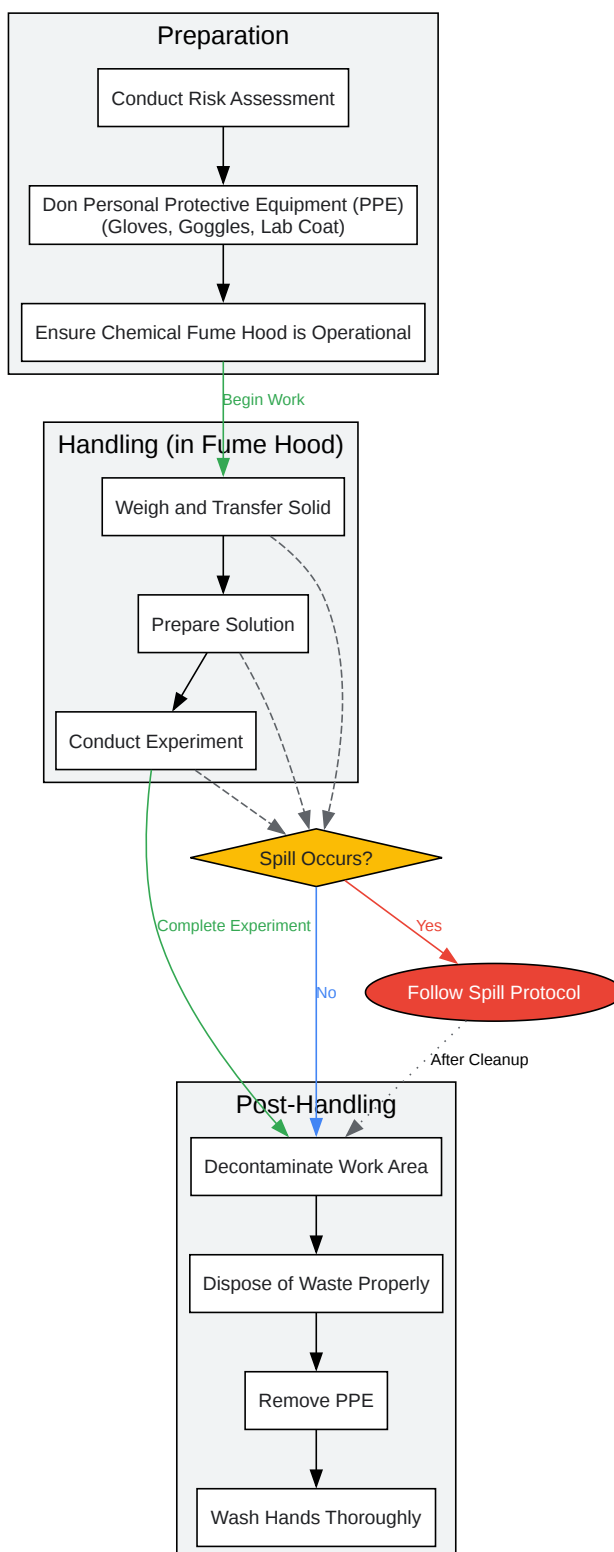 Preparation
Conduct Risk Assessment
Don Personal Protective Equipment (PPE)
(Gloves, Goggles, Lab Coat)
Ensure Chemical Fume Hood is Operational
Begin Work
Handling (in Fume Hood)
Weigh and Transfer Solid
Prepare Solution
Conduct Experiment
Spill Occurs?
Complete Experiment
Yes
No
Follow Spill Protocol
After Cleanup
Post-Handling
Decontaminate Work Area
Dispose of Waste Properly
Remove PPE
Wash Hands Thoroughly